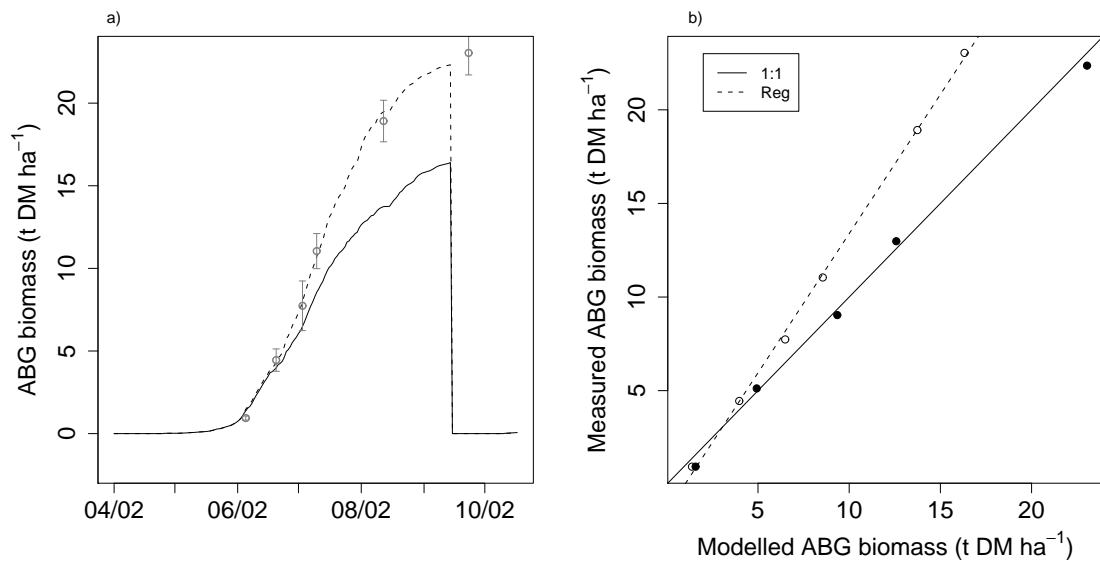 a)
ABG biomass (t DM ha⁻¹)
20
15
10
5
0
04/02 06/02 08/02 10/02
b)
1:1
Reg
Measured ABG biomass (t DM ha⁻¹)
20
15
10
5
5 10 15 20
Modelled ABG biomass (t DM ha⁻¹)